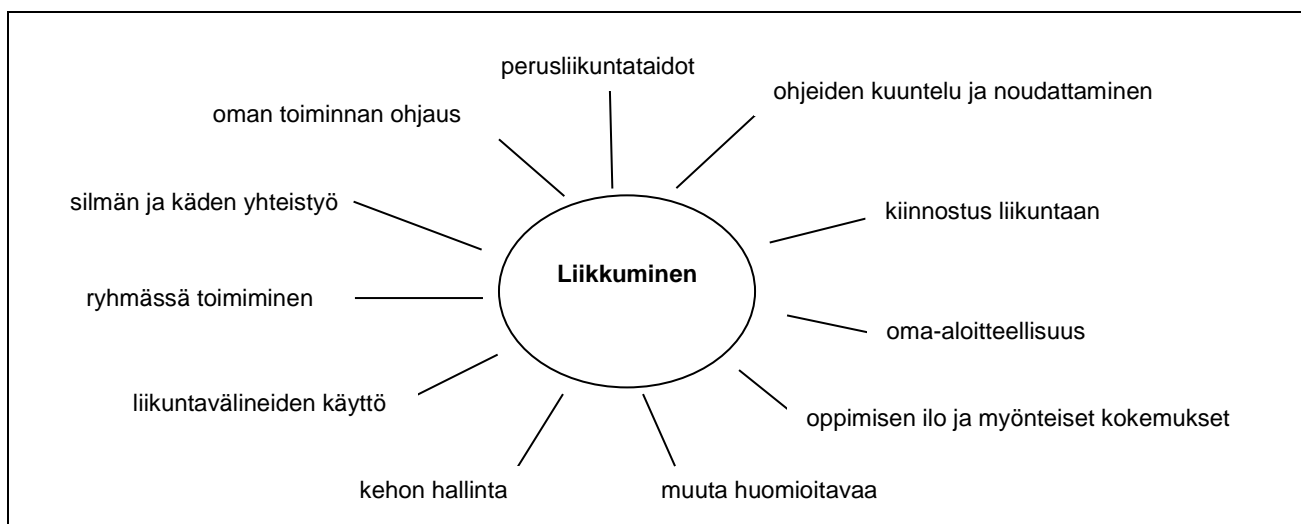 perusliikuntataidot
ohjeiden kuuntelu ja noudattaminen
oman toiminnan ohjaus
silmän ja käden yhteistyö
kiinnostus liikuntaan
Liikkuminen
ryhmässä toimiminen
oma-aloitteellisuus
liikuntavälineiden käyttö
oppimisen ilo ja myönteiset kokemukset
kehon hallinta
muuta huomioitavaa